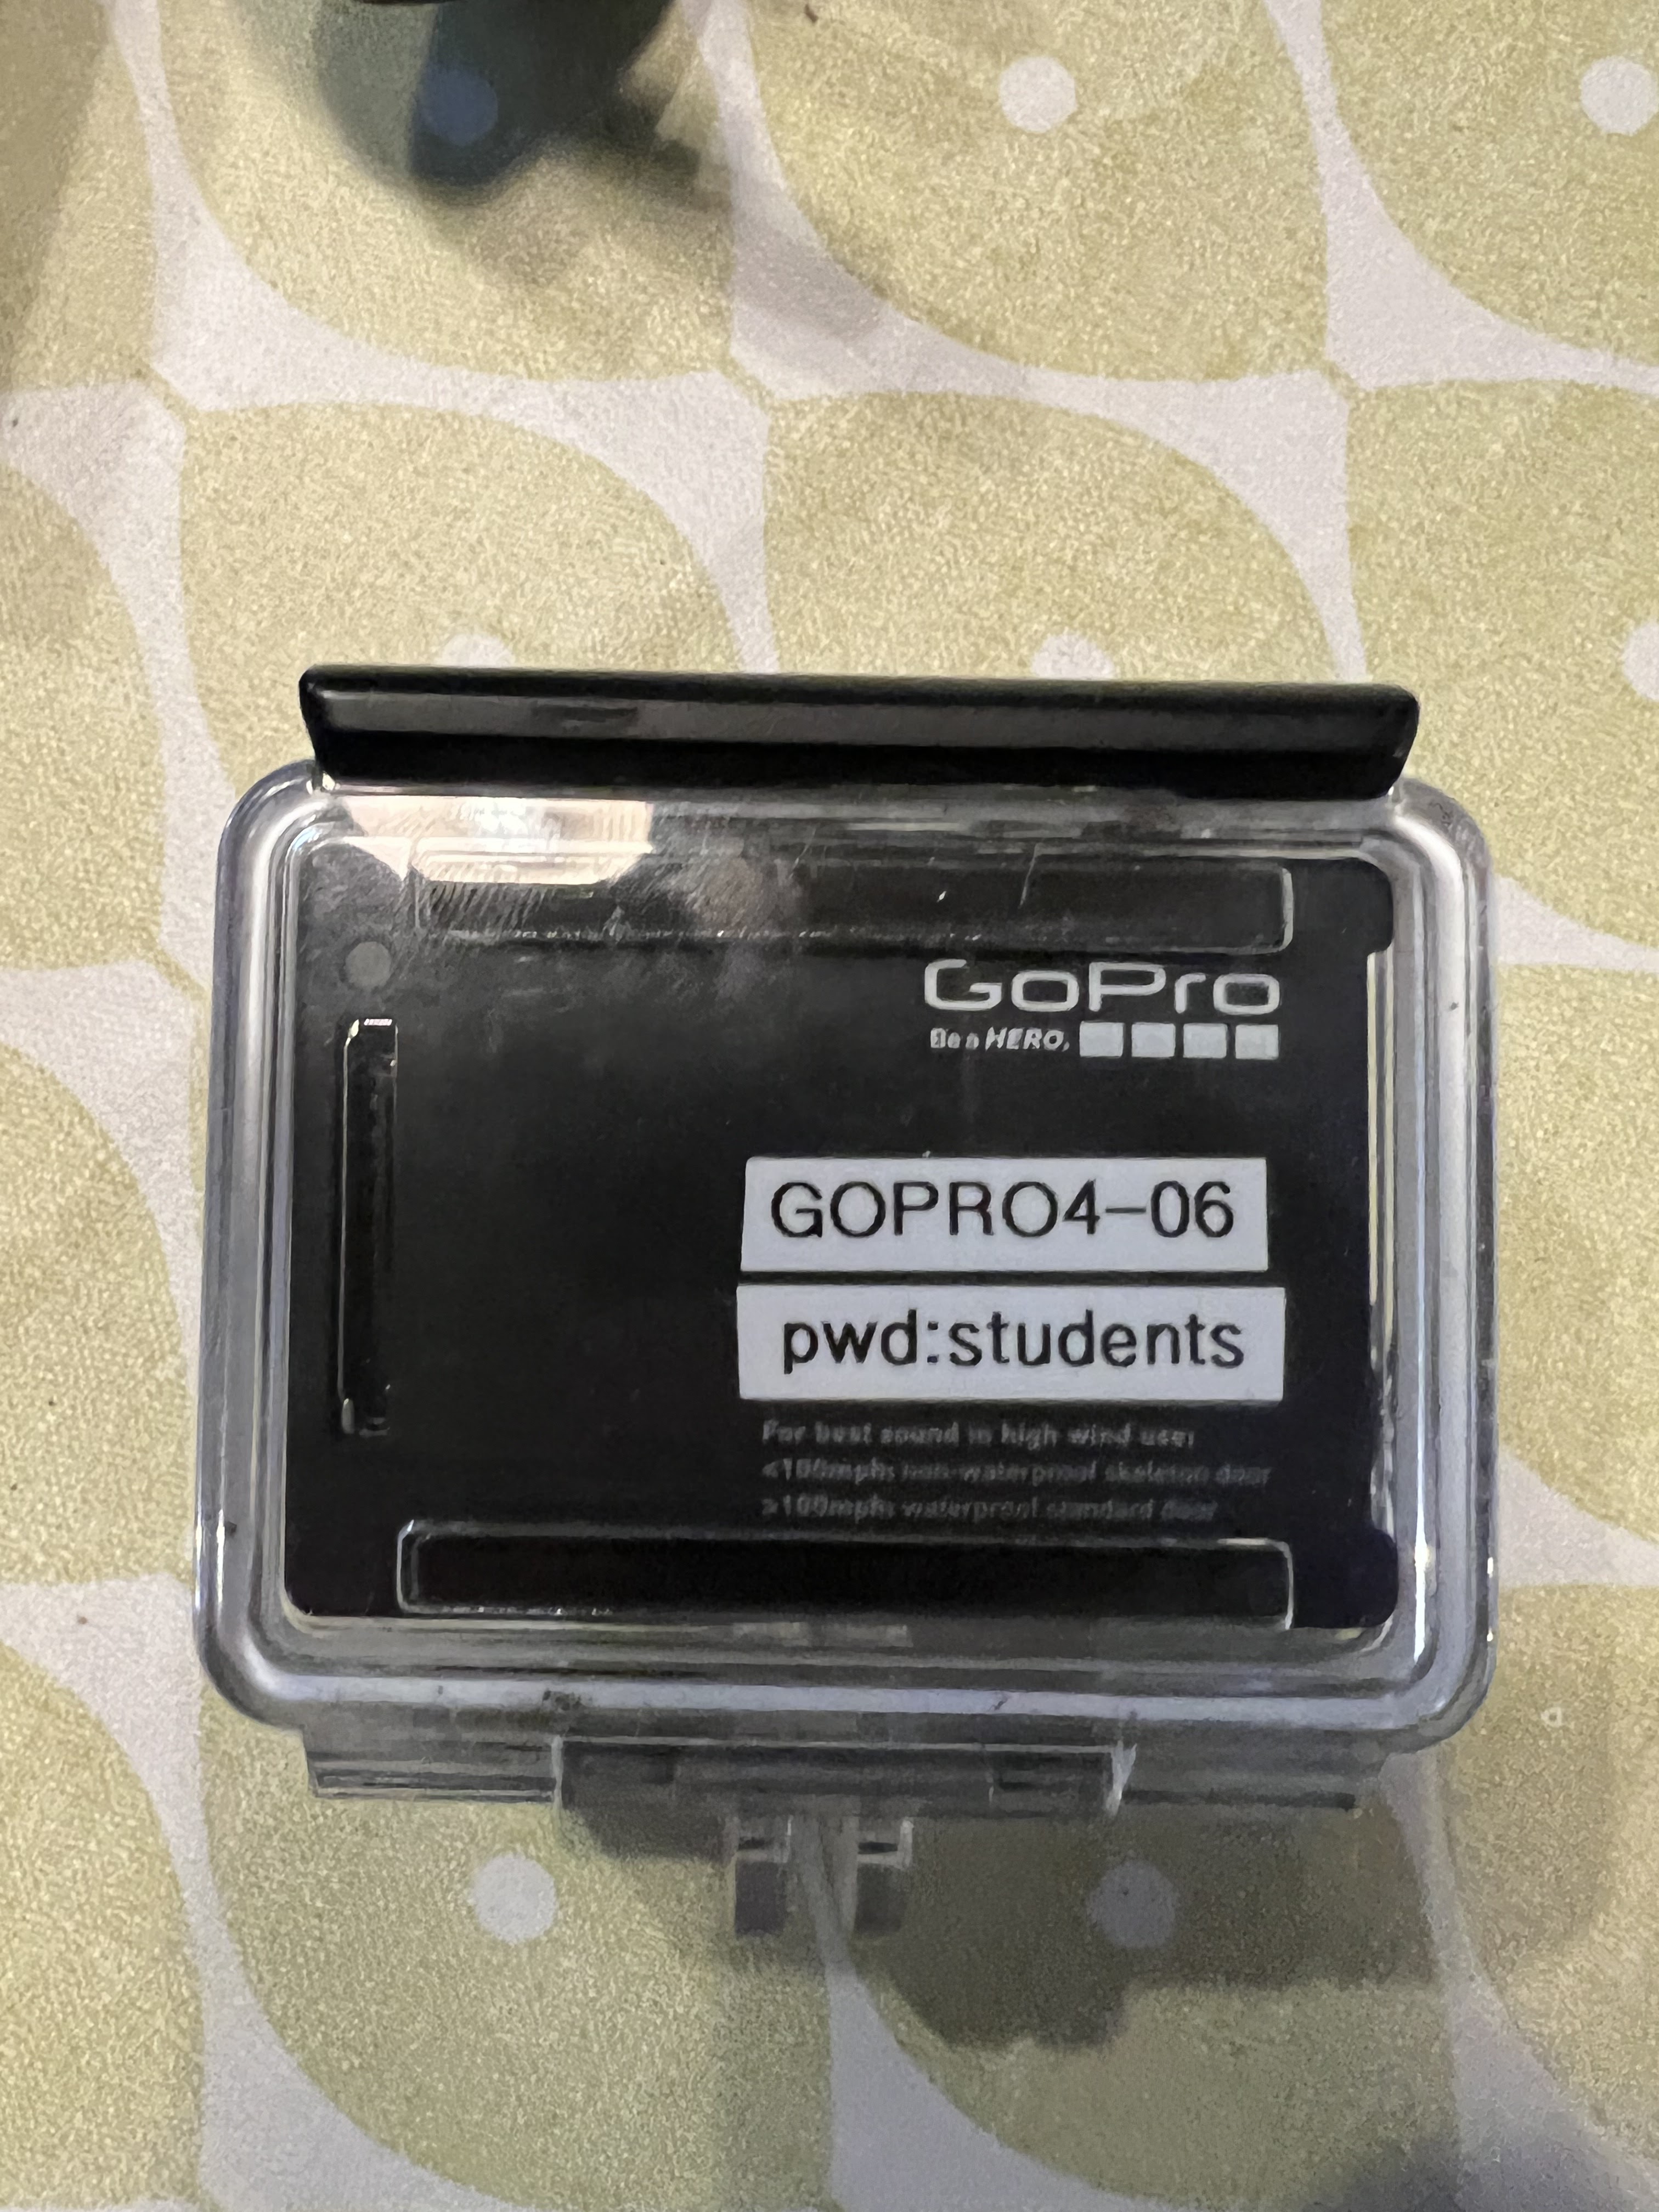 GoPro
Be a HERO.
GOPRO4-06
pwd:students
For best sound in high wind use:
<100mph: non-waterproof skeleton door
>100mph: waterproof standard door